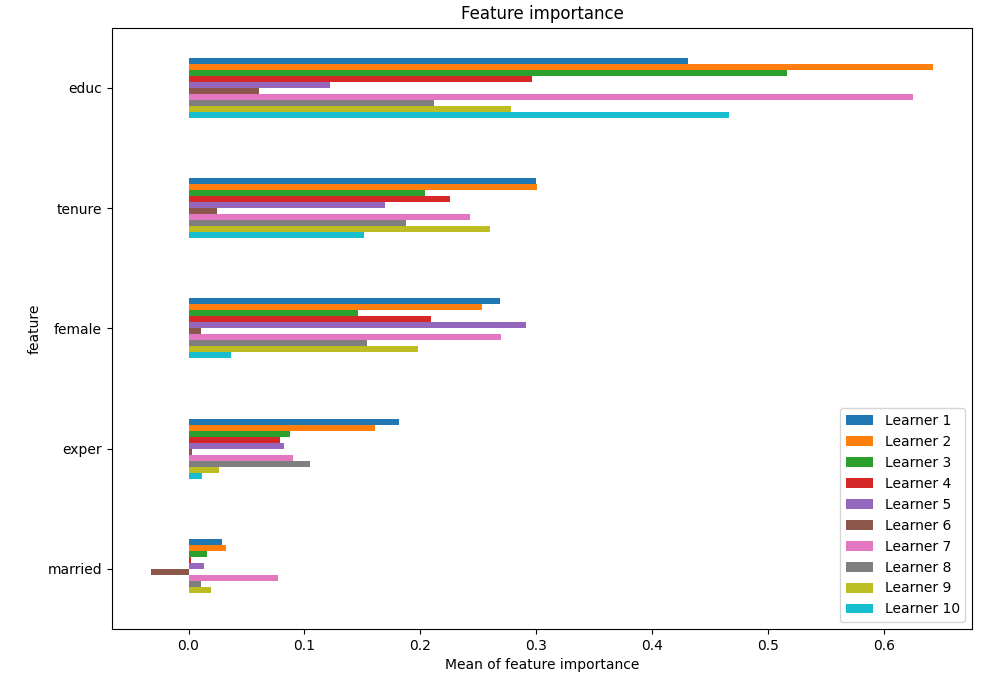 Feature importance
educ
tenure
female
exper
married
feature
0.0 0.1 0.2 0.3 0.4 0.5 0.6
Mean of feature importance
Learner 1
Learner 2
Learner 3
Learner 4
Learner 5
Learner 6
Learner 7
Learner 8
Learner 9
Learner 10